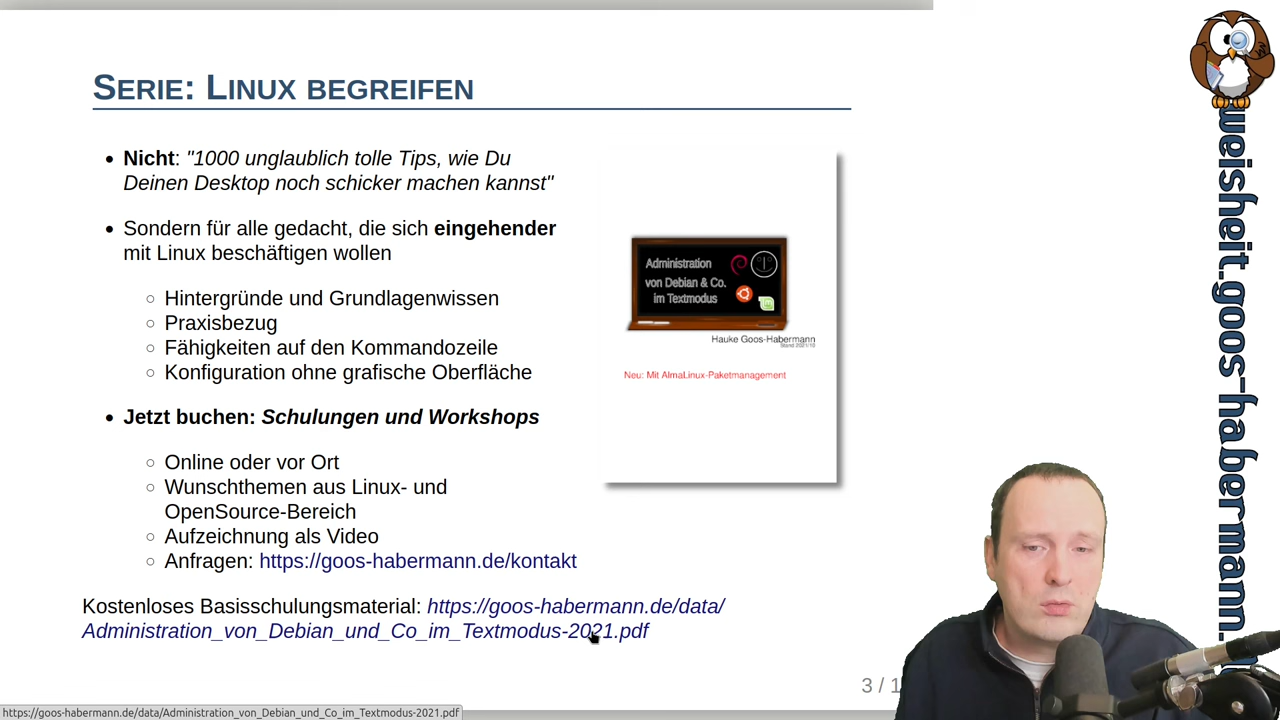 SERIE: LINUX BEGREIFEN
• Nicht: "1000 unglaublich tolle Tips, wie Du
Deinen Desktop noch schicker machen kannst"
• Sondern für alle gedacht, die sich eingehender
mit Linux beschäftigen wollen
◦ Hintergründe und Grundlagenwissen
◦ Praxisbezug
◦ Fähigkeiten auf den Kommandozeile
◦ Konfiguration ohne grafische Oberfläche
• Jetzt buchen: Schulungen und Workshops
◦ Online oder vor Ort
◦ Wunschthemen aus Linux- und
OpenSource-Bereich
◦ Aufzeichnung als Video
◦ Anfragen: https://goos-habermann.de/kontakt
Kostenloses Basisschulungsmaterial: https://goos-habermann.de/data/
Administration_von_Debian_und_Co_im_Textmodus-2021.pdf
Administration
von Debian & Co.
im Textmodus
Hauke Goos-Habermann
Stand 2021/10
Neu: Mit AlmaLinux-Paketmanagement
3 / 1
weisheit.goos-habermann.
https://goos-habermann.de/data/Administration_von_Debian_und_Co_im_Textmodus-2021.pdf